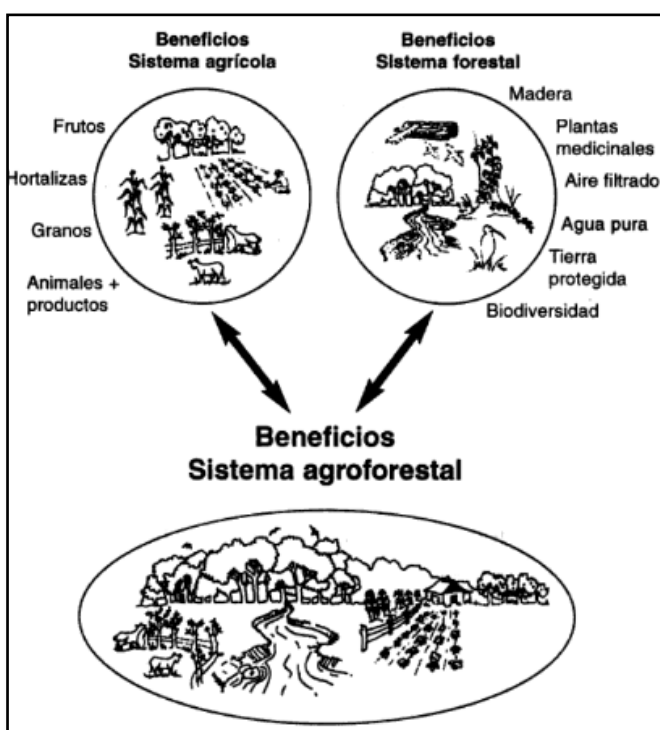 Beneficios
Sistema agrícola
Frutos
Hortalizas
Granos
Animales +
productos
Beneficios
Sistema forestal
Madera
Plantas
medicinales
Aire filtrado
Agua pura
Tierra
protegida
Biodiversidad
Beneficios
Sistema agroforestal